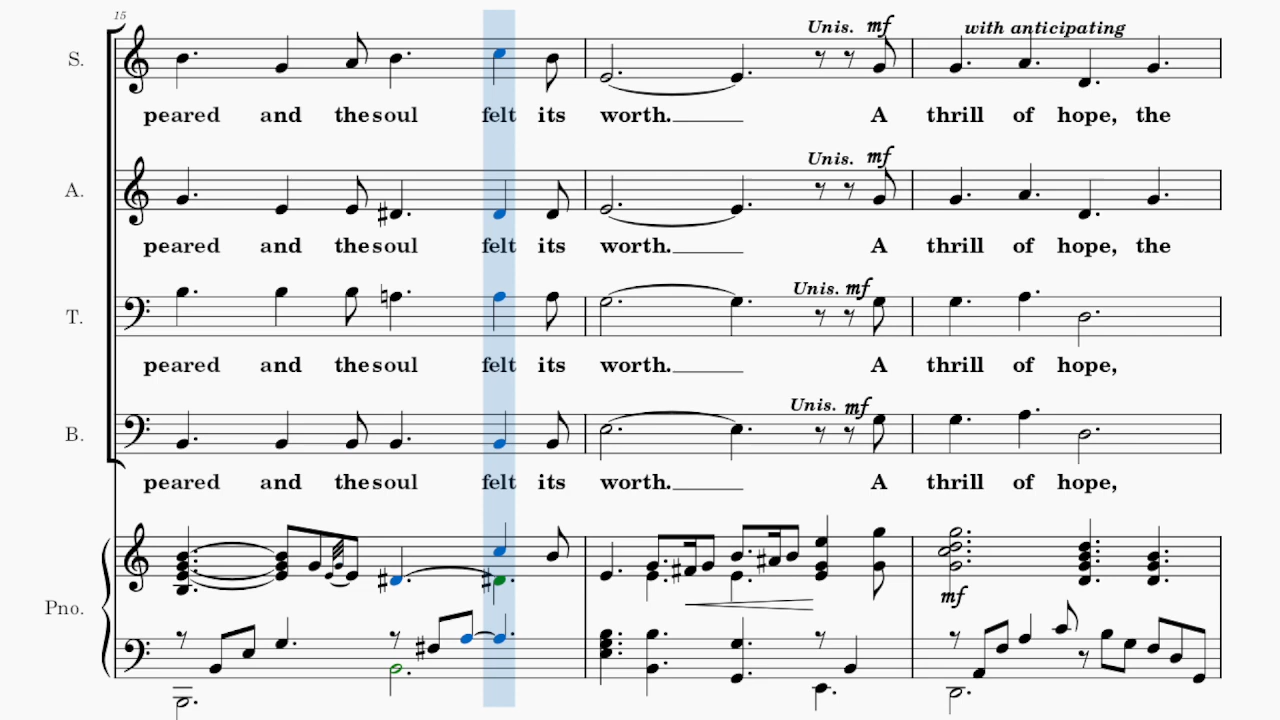 15
Unis. mf with anticipating
S.
peared and the soul felt its worth. A thrill of hope, the
Unis. mf
A.
peared and the soul felt its worth. A thrill of hope, the
Unis. mf
T.
peared and the soul felt its worth. A thrill of hope,
Unis. mf
B.
peared and the soul felt its worth. A thrill of hope,
Pno.
mf